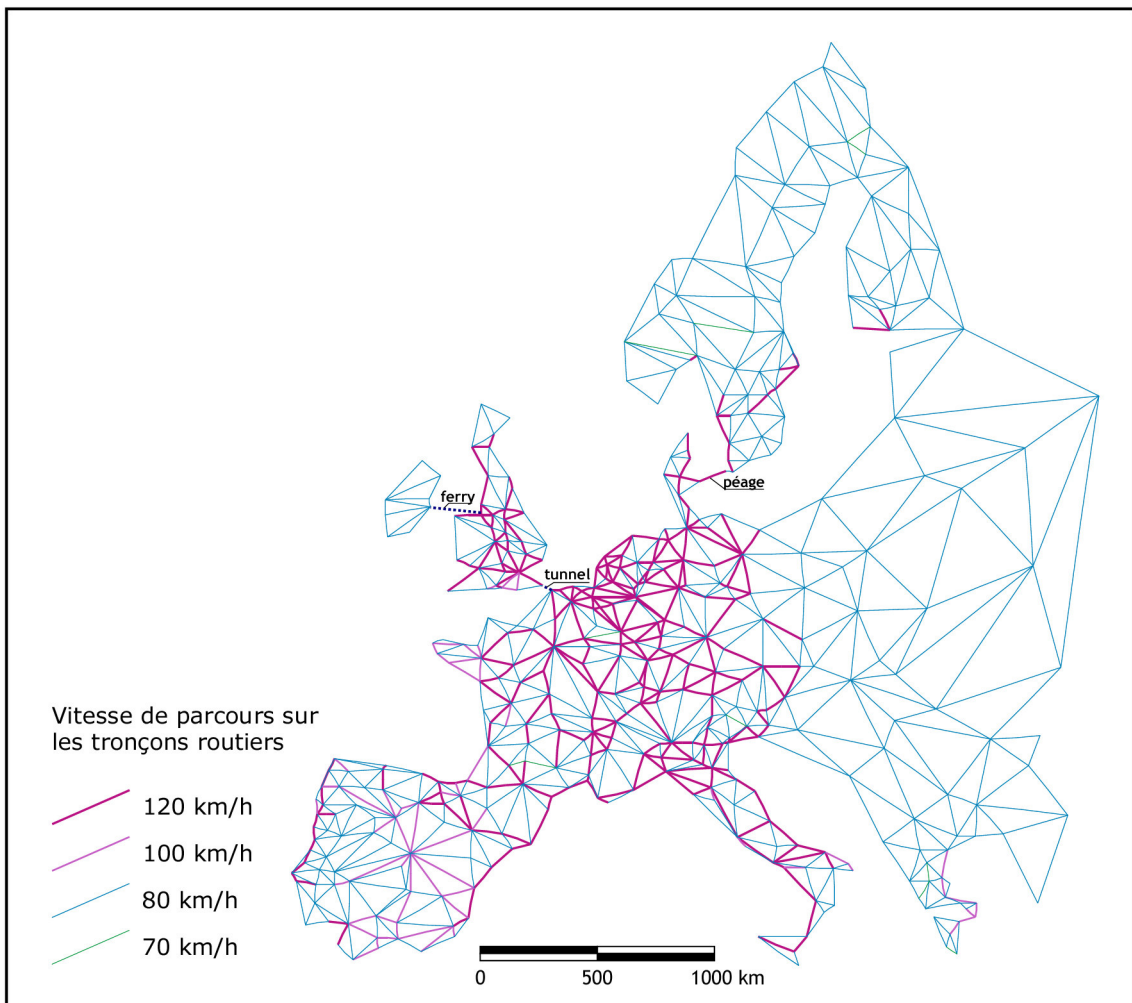 ferry
péage
tunnel
Vitesse de parcours sur
les tronçons routiers
120 km/h
100 km/h
80 km/h
70 km/h
0 500 1000 km